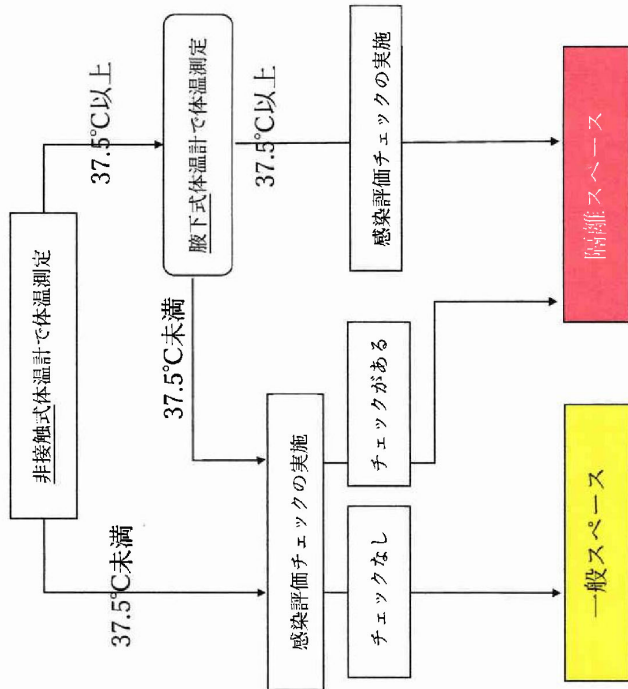 非接触式体温計で体温測定
37.5℃未満
37.5℃以上
腋下式体温計で体温測定
37.5℃未満
37.5℃以上
感染評価チェックの実施
感染評価チェックの実施
チェックなし
チェックがある
一般スペース
隔離スペース